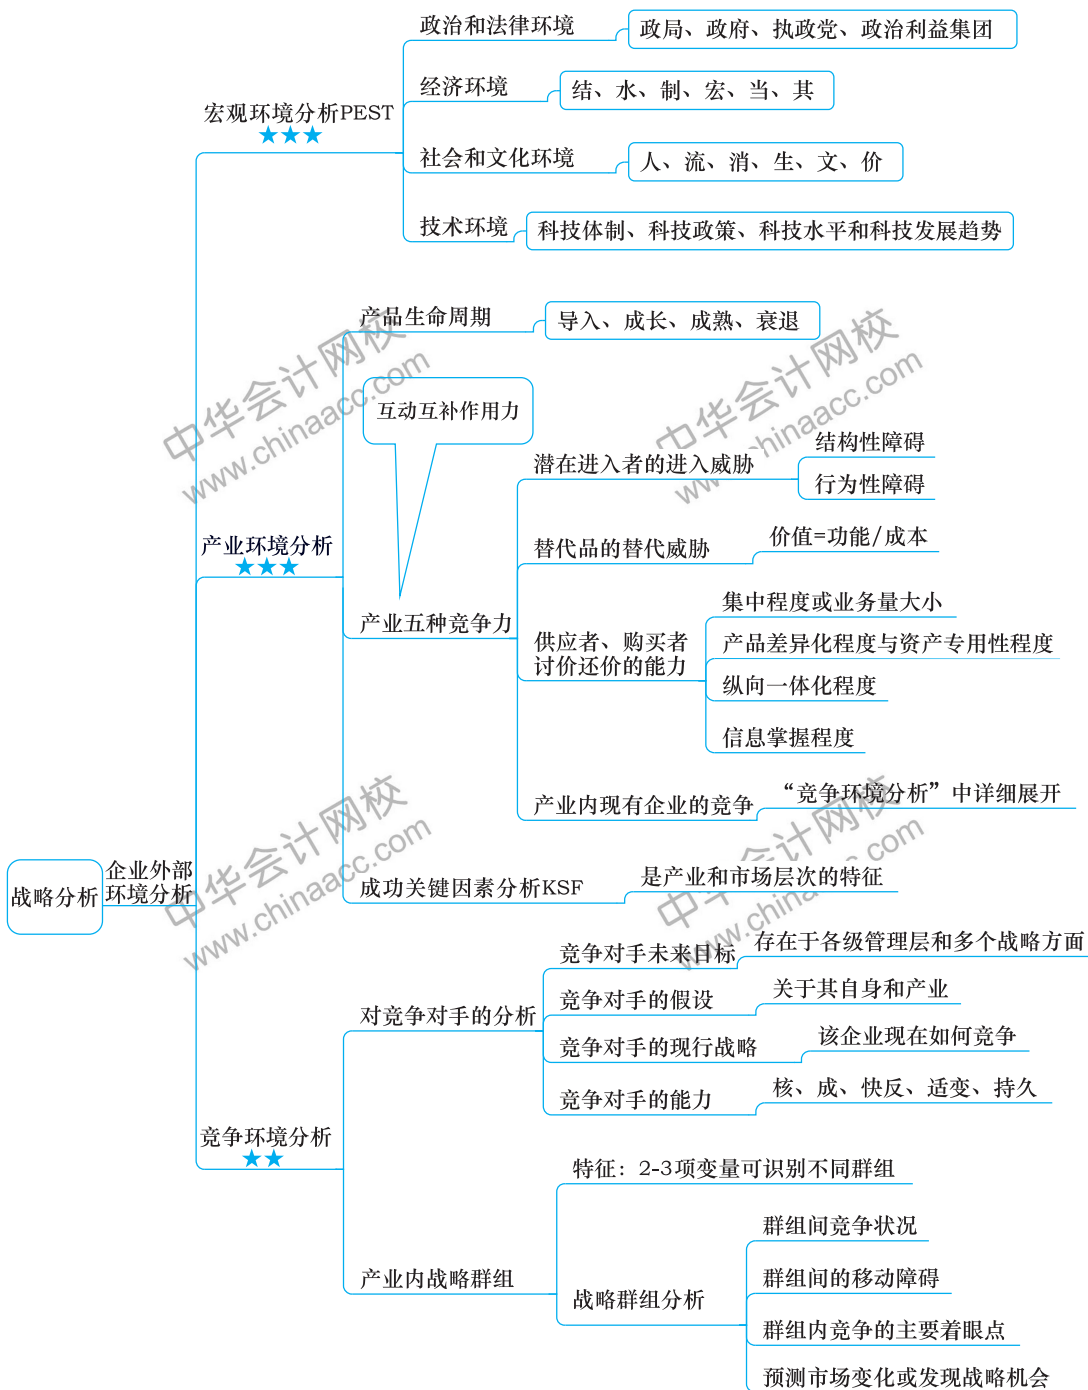 战略分析
企业外部
环境分析
宏观环境分析PEST
★★★
政治和法律环境
政局、政府、执政党、政治利益集团
经济环境
结、水、制、宏、当、其
社会和文化环境
人、流、消、生、文、价
技术环境
科技体制、科技政策、科技水平和科技发展趋势
产业环境分析
★★★
产品生命周期
导入、成长、成熟、衰退
互动互补作用力
产业五种竞争力
潜在进入者的进入威胁
结构性障碍
行为性障碍
替代品的替代威胁
价值=功能/成本
供应者、购买者
讨价还价的能力
集中程度或业务量大小
产品差异化程度与资产专用性程度
纵向一体化程度
信息掌握程度
产业内现有企业的竞争
“竞争环境分析”中详细展开
成功关键因素分析KSF
是产业和市场层次的特征
竞争环境分析
★★
对竞争对手的分析
竞争对手未来目标
存在于各级管理层和多个战略方面
竞争对手的假设
关于其自身和产业
竞争对手的现行战略
该企业现在如何竞争
竞争对手的能力
核、成、快反、适变、持久
产业内战略群组
特征：2-3项变量可识别不同群组
战略群组分析
群组间竞争状况
群组间的移动障碍
群组内竞争的主要着眼点
预测市场变化或发现战略机会
中华会计网校
www.chinaacc.com
中华会计网校
www.chinaacc.com
中华会计网校
www.chinaacc.com
中华会计网校
www.chinaacc.com